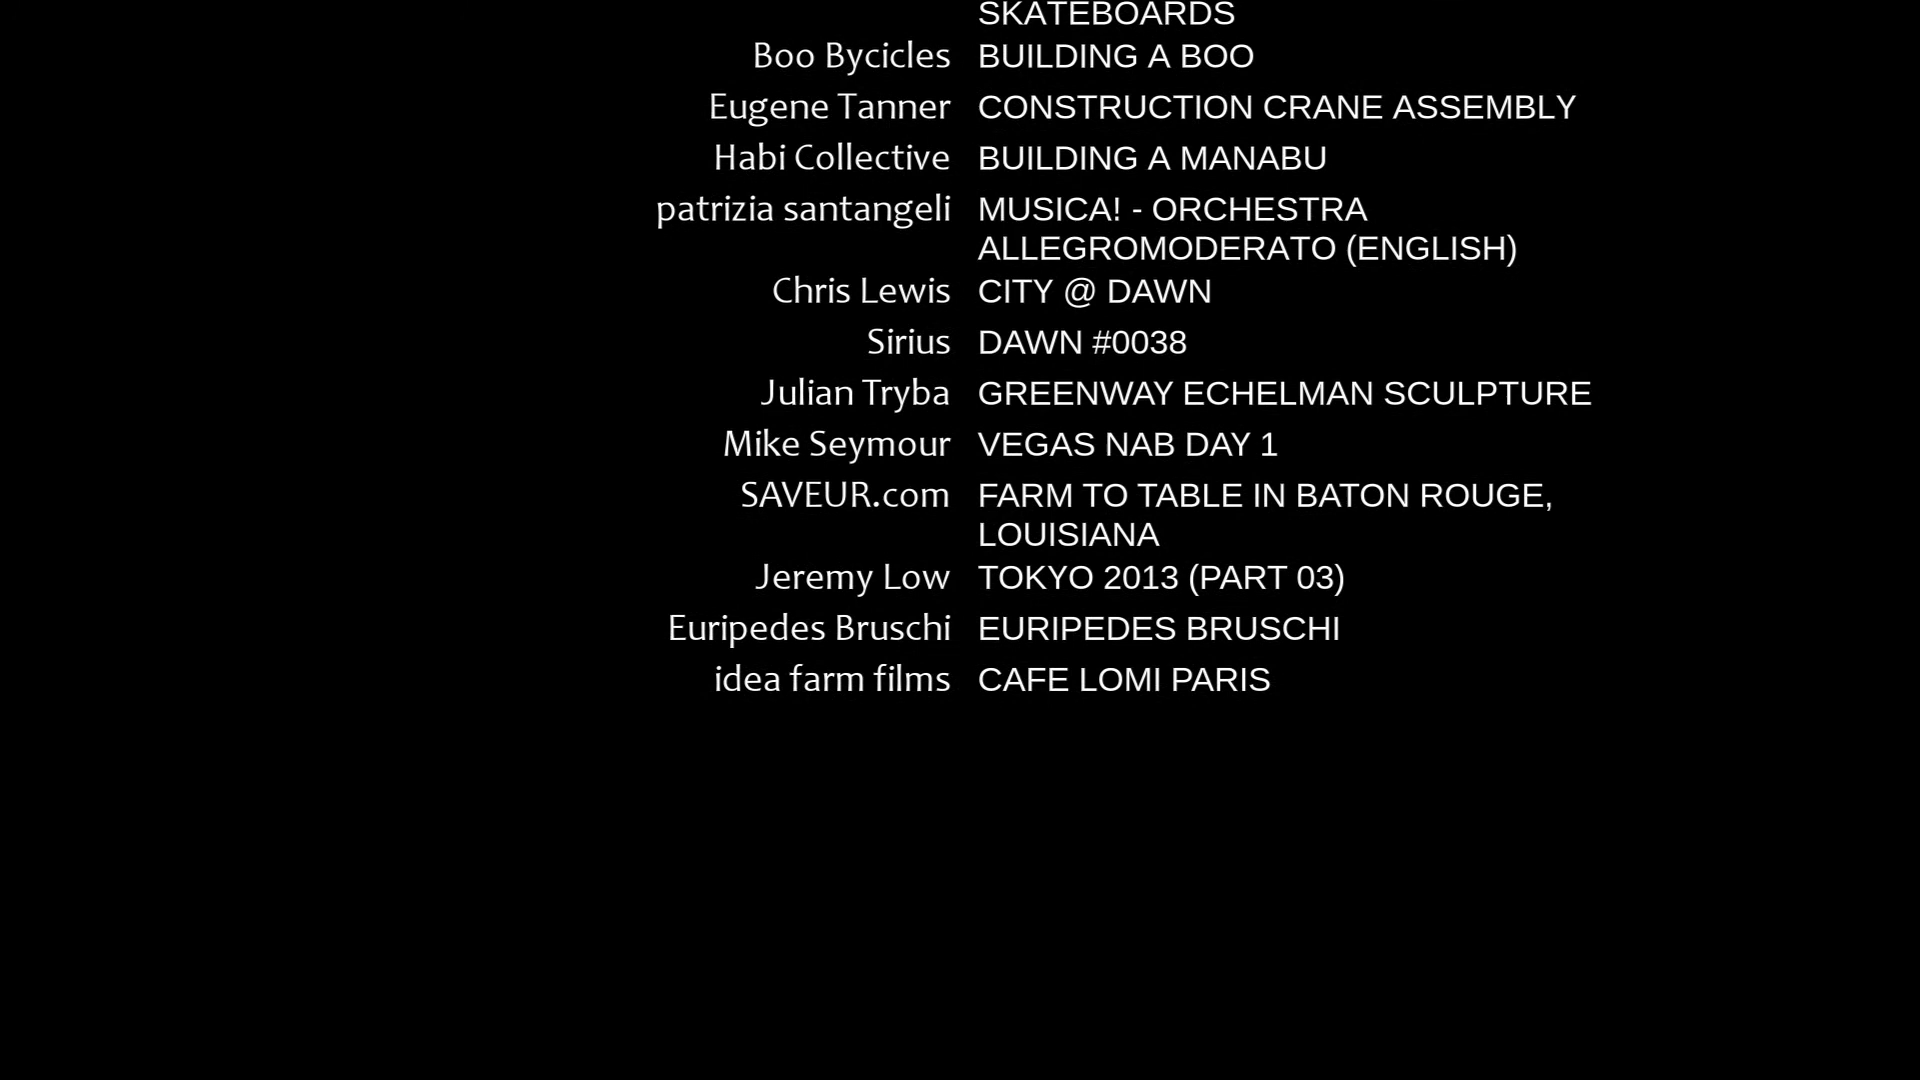 SKATEBOARDS
Boo Bycicles BUILDING A BOO
Eugene Tanner CONSTRUCTION CRANE ASSEMBLY
Habi Collective BUILDING A MANABU
patrizia santangeli MUSICA! - ORCHESTRA
ALLEGROMODERATO (ENGLISH)
Chris Lewis CITY @ DAWN
Sirius DAWN #0038
Julian Tryba GREENWAY ECHELMAN SCULPTURE
Mike Seymour VEGAS NAB DAY 1
SAVEUR.com FARM TO TABLE IN BATON ROUGE,
LOUISIANA
Jeremy Low TOKYO 2013 (PART 03)
Euripedes Bruschi EURIPEDES BRUSCHI
idea farm films CAFE LOMI PARIS